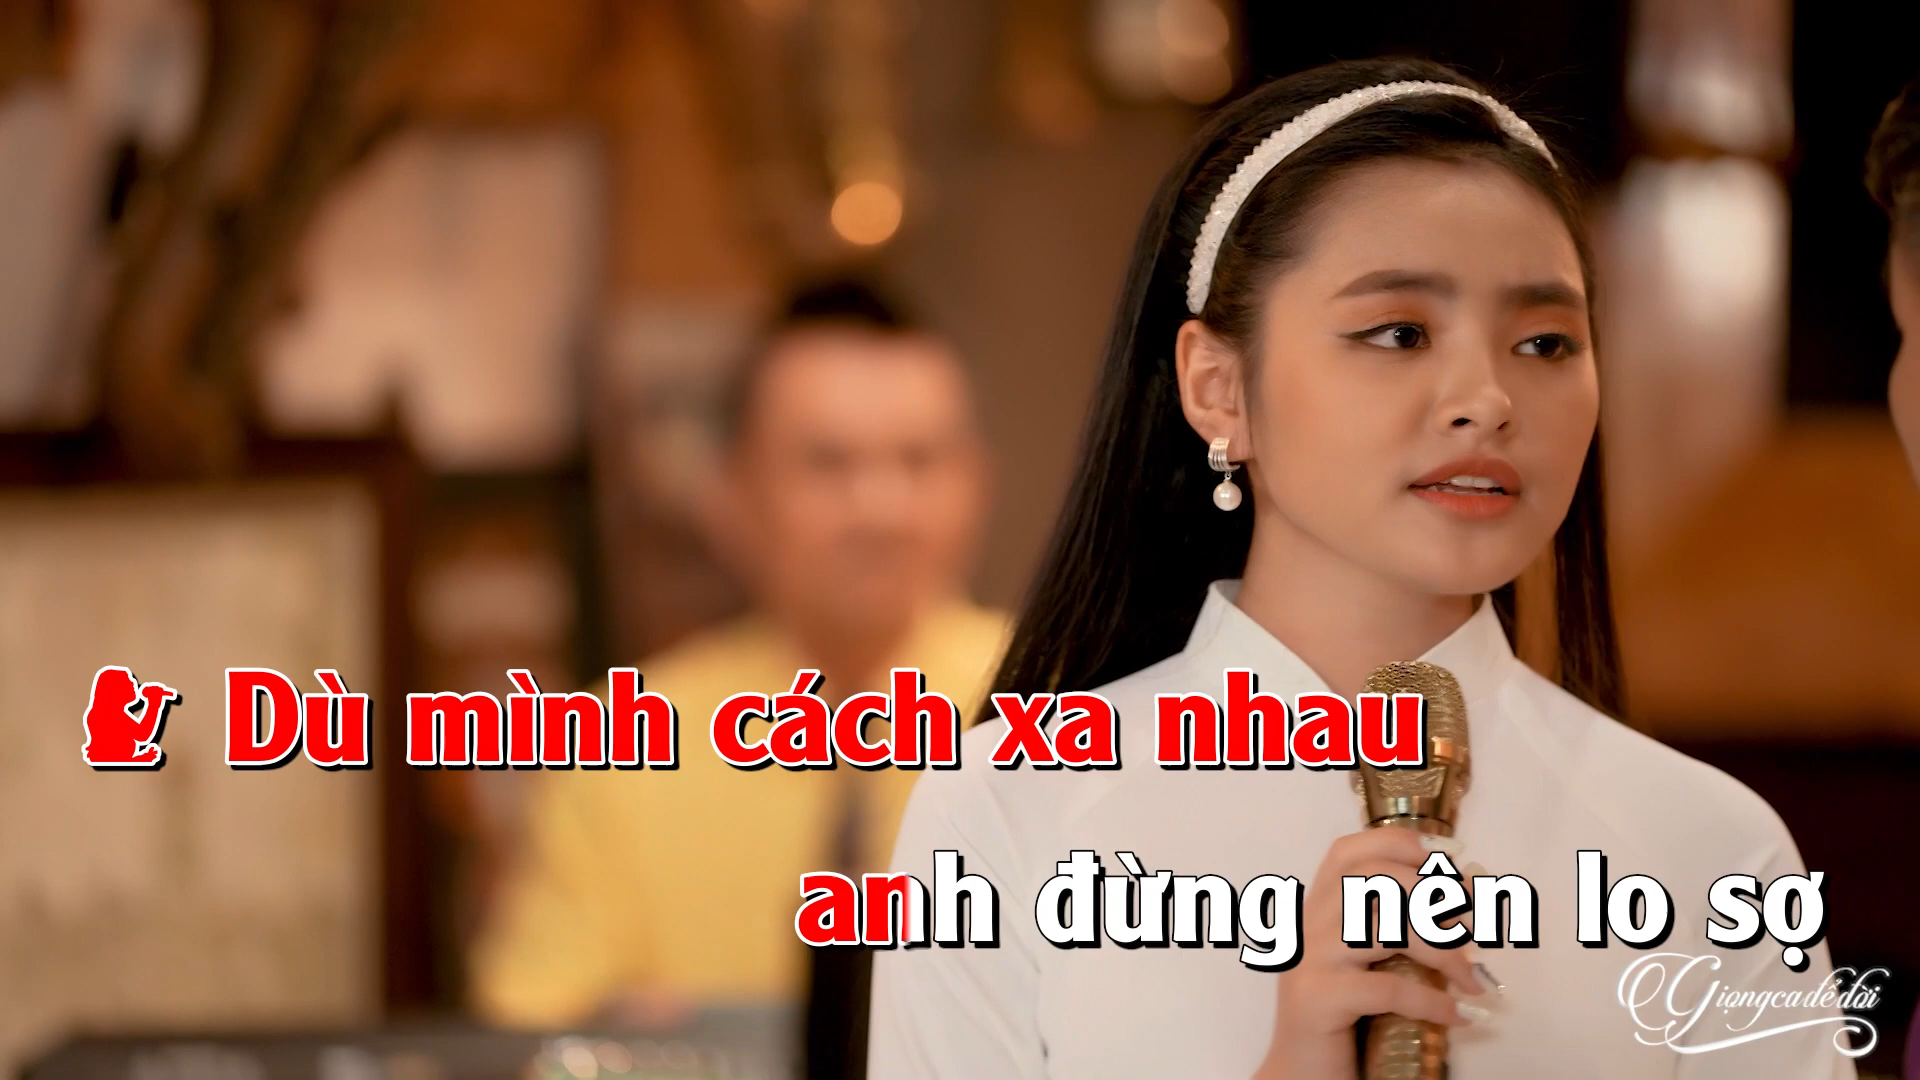 Dù mình cách xa nhau
anh đừng nên lo sợ
Giọng ca để đời